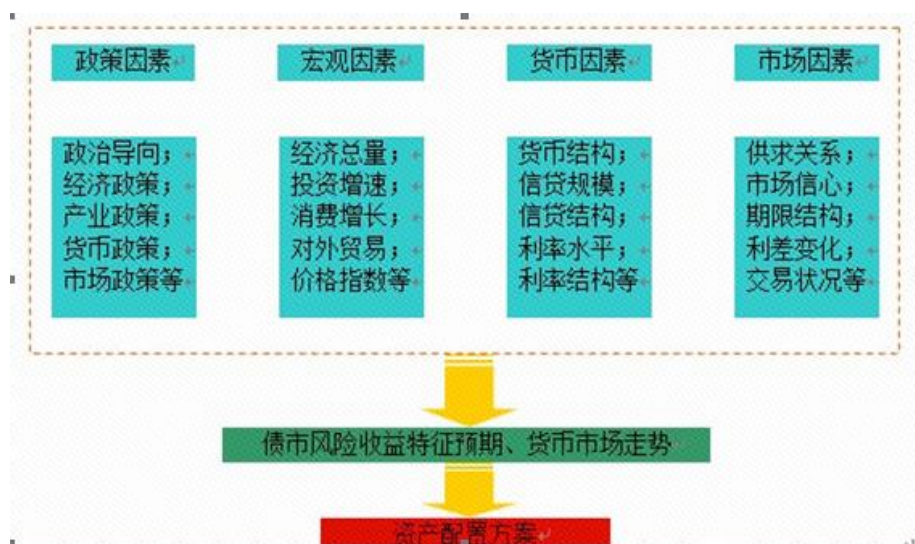 政策因素
宏观因素
货币因素
市场因素
政治导向；
经济政策；
产业政策；
货币政策；
市场政策等
经济总量；
投资增速；
消费增长；
对外贸易；
价格指数等
货币结构；
信贷规模；
信贷结构；
利率水平；
利率结构等
供求关系；
市场信心；
期限结构；
利差变化；
交易状况等
债市风险收益特征预期、货币市场走势
资产配置方案